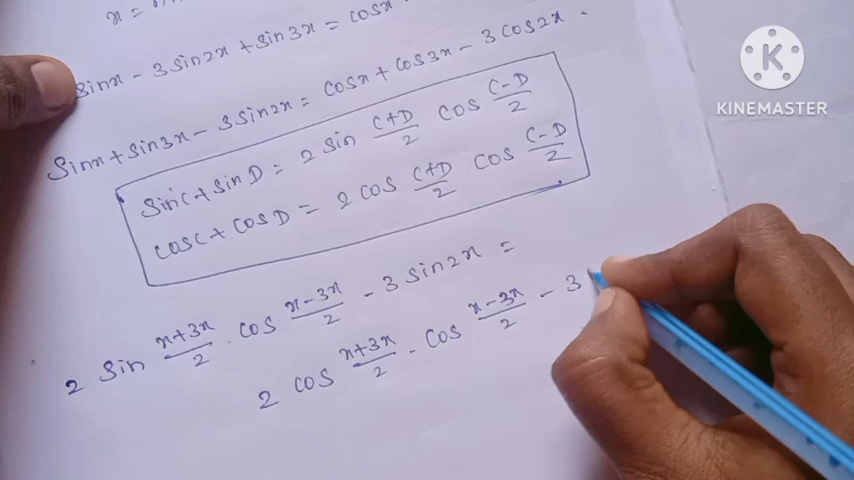 x =
Sinx - 3 Sin2x + Sin3x = Cosx
Sinx + Sin3x - 3 Sin2x = Cosx + Cos3x - 3 Cos2x .
SinC + Sin D = 2 Sin (C+D)/2 Cos (C-D)/2
CosC + Cos D = 2 Cos (C+D)/2 Cos (C-D)/2
2 Sin (x+3x)/2 . Cos (x-3x)/2 - 3 Sin2x =
2 Cos (x+3x)/2 - Cos (x-3x)/2 - 3
K
KINEMASTER